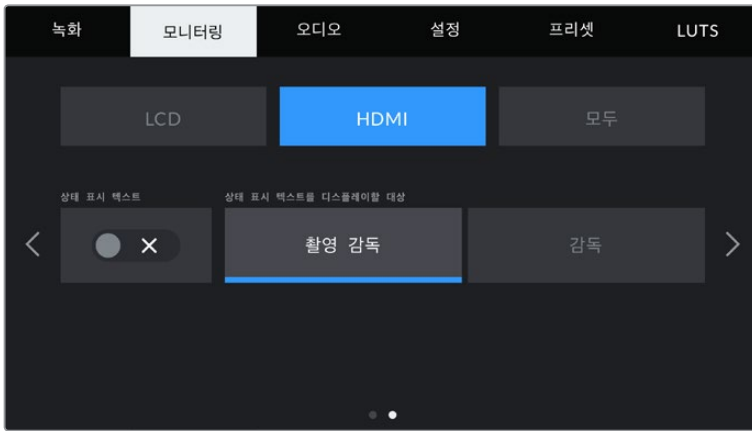 녹화 모니터링 오디오 설정 프리셋 LUTS
LCD HDMI 모두
상태 표시 텍스트 상태 표시 텍스트를 디스플레이할 대상
촬영 감독 감독